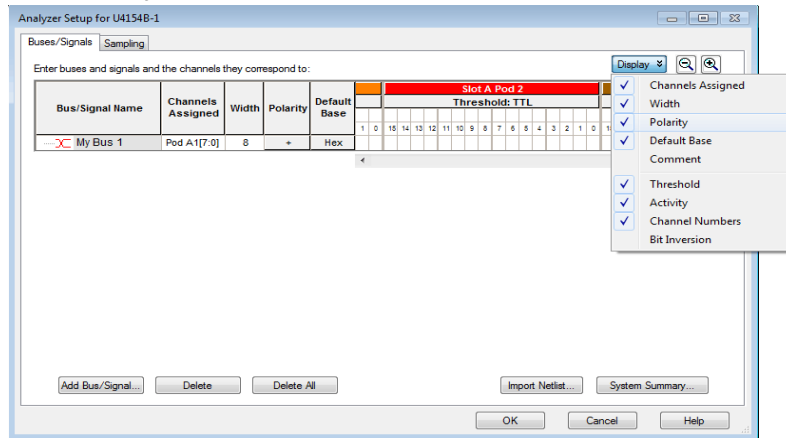 Analyzer Setup for U4154B-1
Buses/Signals Sampling
Enter buses and signals and the channels they correspond to:
Display
Bus/Signal Name Channels Assigned Width Polarity Default Base
Slot A Pod 2
Threshold: TTL
1 0 15 14 13 12 11 10 9 8 7 6 5 4 3 2 1 0
My Bus 1 Pod A1[7:0] 8 + Hex
Channels Assigned
Width
Polarity
Default Base
Comment
Threshold
Activity
Channel Numbers
Bit Inversion
Add Bus/Signal... Delete Delete All Import Netlist... System Summary...
OK Cancel Help